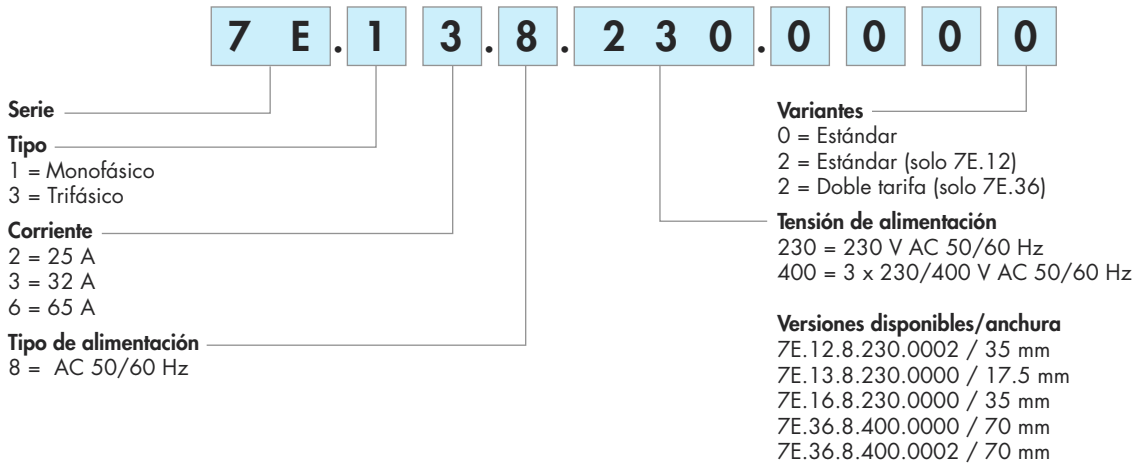 7 E . 1 3 . 8 . 2 3 0 . 0 0 0 0
Serie
Tipo
1 = Monofásico
3 = Trifásico
Corriente
2 = 25 A
3 = 32 A
6 = 65 A
Tipo de alimentación
8 = AC 50/60 Hz
Variantes
0 = Estándar
2 = Estándar (solo 7E.12)
2 = Doble tarifa (solo 7E.36)
Tensión de alimentación
230 = 230 V AC 50/60 Hz
400 = 3 x 230/400 V AC 50/60 Hz
Versiones disponibles/anchura
7E.12.8.230.0002 / 35 mm
7E.13.8.230.0000 / 17.5 mm
7E.16.8.230.0000 / 35 mm
7E.36.8.400.0000 / 70 mm
7E.36.8.400.0002 / 70 mm